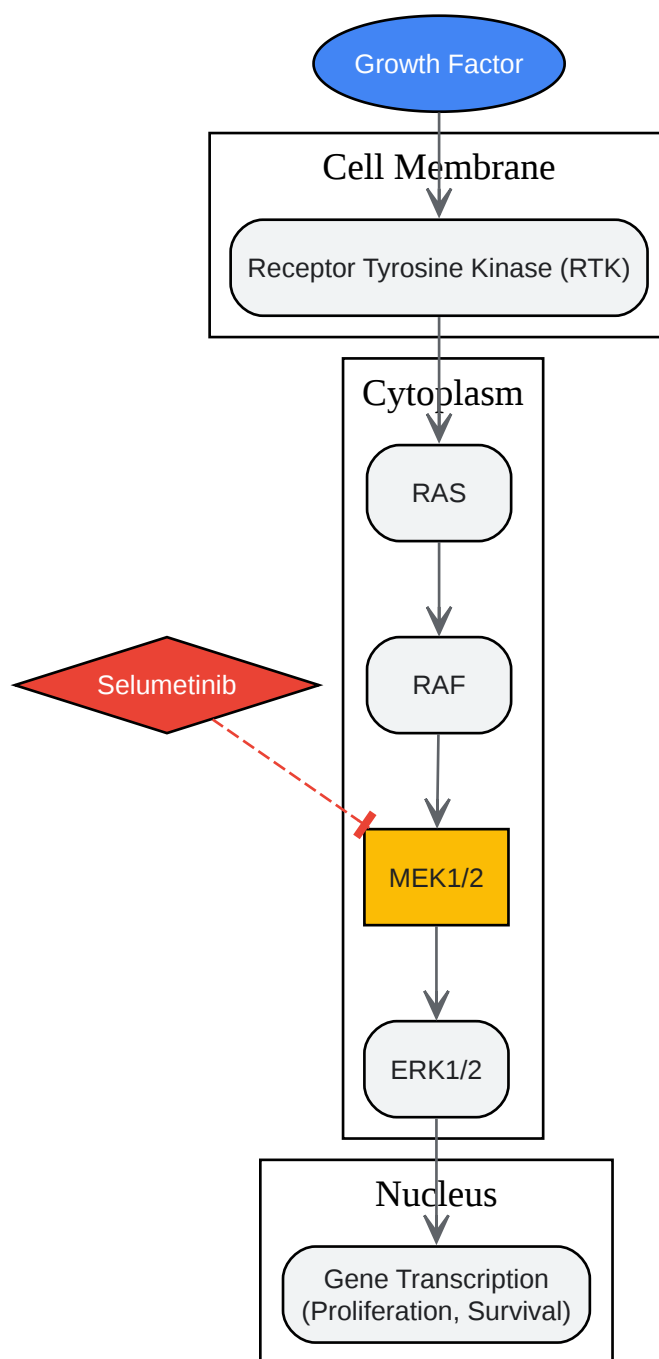 Growth Factor
Cell Membrane
Receptor Tyrosine Kinase (RTK)
Cytoplasm
RAS
Selumetinib
RAF
MEK1/2
ERK1/2
Nucleus
Gene Transcription
(Proliferation, Survival)